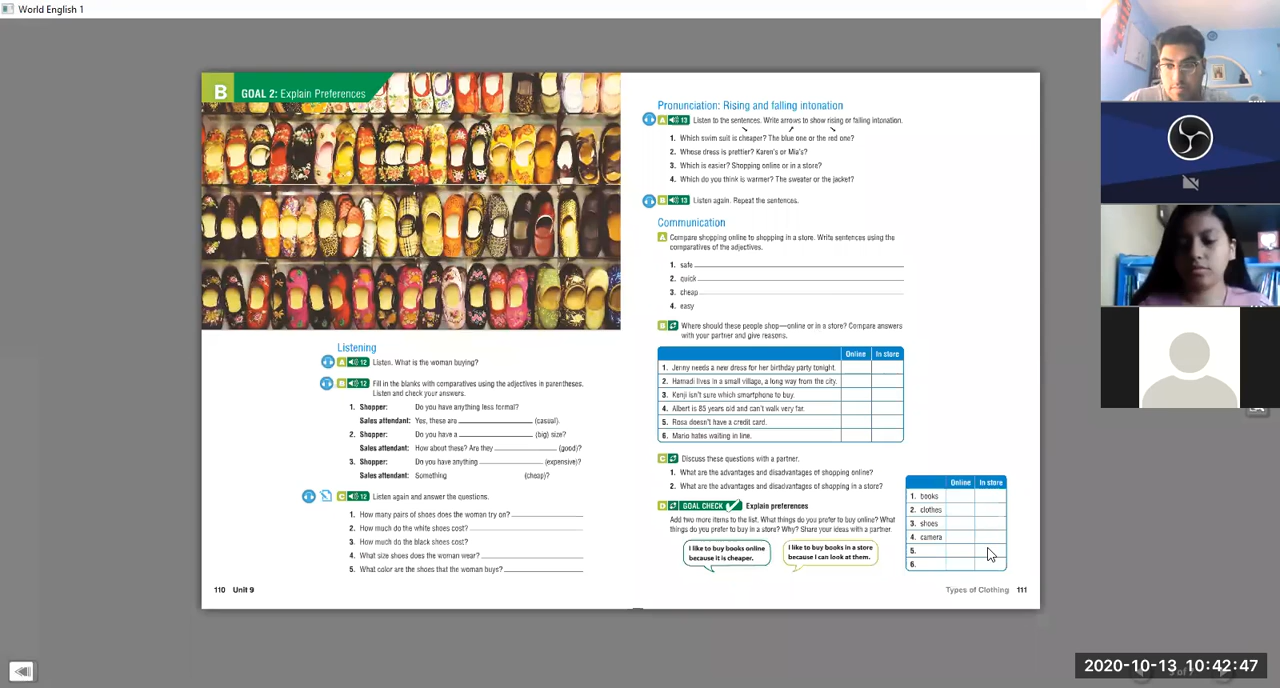 World English 1
B GOAL 2: Explain Preferences
Listening
A 12 Listen. What is the woman buying?
B 12 Fill in the blanks with comparatives using the adjectives in parentheses.
Listen and check your answers.
1. Shopper: Do you have anything less formal?
Sales attendant: Yes, these are (casual).
2. Shopper: Do you have a (big) size?
Sales attendant: How about these? Are they (good)?
3. Shopper: Do you have anything (expensive)?
Sales attendant: Something (cheap)?
C 12 Listen again and answer the questions.
1. How many pairs of shoes does the woman try on?
2. How much do the white shoes cost?
3. How much do the black shoes cost?
4. What size shoes does the woman wear?
5. What color are the shoes that the woman buys?
110 Unit 9
Pronunciation: Rising and falling intonation
A 13 Listen to the sentences. Write arrows to show rising or falling intonation.
1. Which swim suit is cheaper? The blue one or the red one?
2. Whose dress is prettier? Karen's or Mia's?
3. Which is easier? Shopping online or in a store?
4. Which do you think is warmer? The sweater or the jacket?
B 13 Listen again. Repeat the sentences.
Communication
A Compare shopping online to shopping in a store. Write sentences using the
comparatives of the adjectives.
1. safe
2. quick
3. cheap
4. easy
B Where should these people shop—online or in a store? Compare answers
with your partner and give reasons.
Online In store
1. Jenny needs a new dress for her birthday party tonight.
2. Hamadi lives in a small village, a long way from the city.
3. Kenji isn't sure which smartphone to buy.
4. Albert is 85 years old and can't walk very far.
5. Rosa doesn't have a credit card.
6. Mario hates waiting in line.
C Discuss these questions with a partner.
1. What are the advantages and disadvantages of shopping online?
2. What are the advantages and disadvantages of shopping in a store?
D GOAL CHECK Explain preferences
Add two more items to the list. What things do you prefer to buy online? What
things do you prefer to buy in a store? Why? Share your ideas with a partner.
I like to buy books online
because it is cheaper.
I like to buy books in a store
because I can look at them.
Online In store
1. books
2. clothes
3. shoes
4. camera
5.
6.
Types of Clothing 111
2020-10-13 10:42:47